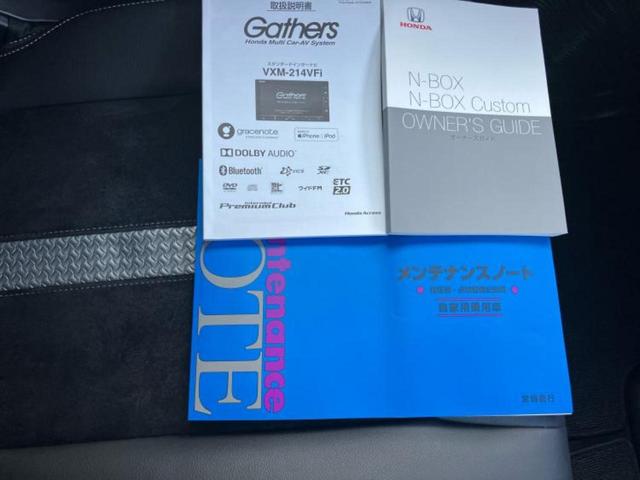 取扱説明書
Gathers
Honda Multi Car-AV System
スタンダードインターナビ
VXM-214VFi
Gathers
gracenote
iPhone | iPod
DOLBY AUDIO
Bluetooth
VICS
DVD
ワイドFM
ETC
2.0
internavi
PremiumClub
Honda Access
HONDA
N-BOX
N-BOX Custom
OWNER'S GUIDE
オーナーズガイド
Maintenance
NOTE
メンテナンスノート
自家用乗用車